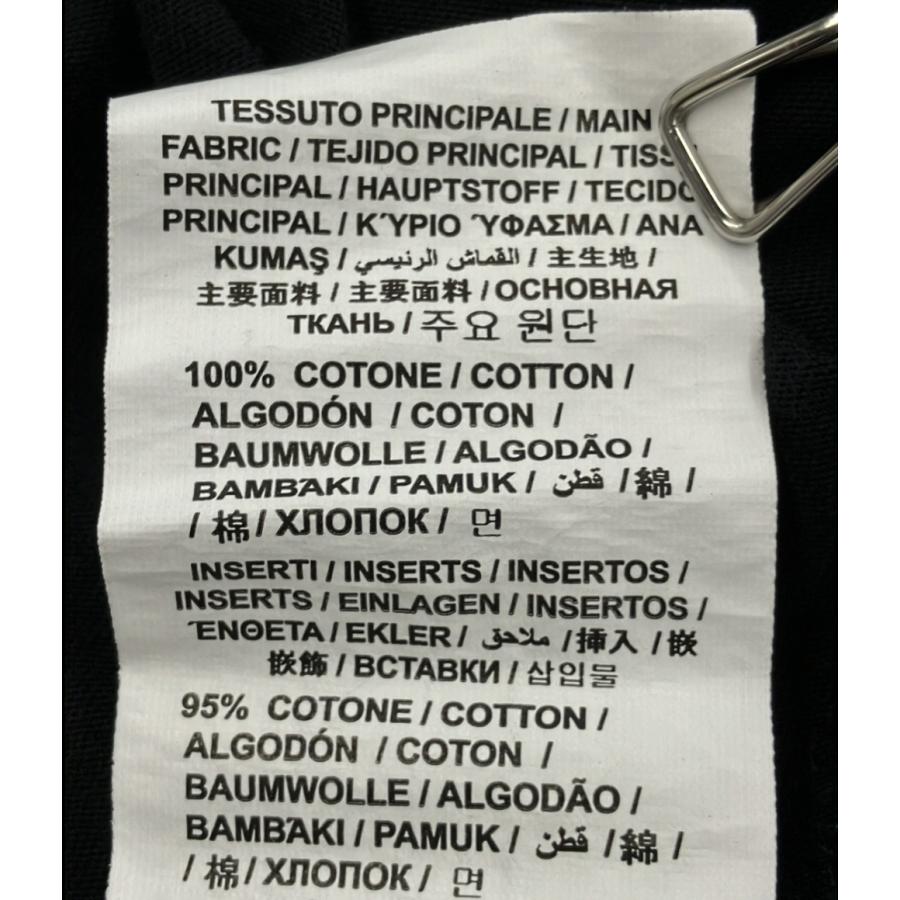 TESSUTO PRINCIPALE / MAIN
FABRIC / TEJIDO PRINCIPAL / TISS
PRINCIPAL / HAUPTSTOFF / TECIDO
PRINCIPAL / Κ΄ΥΡΙΟ ΎΦΑΣΜΑ / ANA
KUMAŞ / القماش الرئيسي / 主生地 /
主要面料 / 主要面料 / ОСНОВНАЯ
ТКАНЬ / 주요 원단
100% COTONE / COTTON /
ALGODÓN / COTON /
BAUMWOLLE / ALGODÃO /
ΒΑΜΒΆΚΙ / PAMUK / قطن / 綿 /
/ 棉 / ХЛОПОК / 면
INSERTI / INSERTS / INSERTOS /
INSERTS / EINLAGEN / INSERTOS /
ΈΝΘΕΤΑ / EKLER / ملاحق / 挿入 / 嵌
嵌飾 / ВСТАВКИ / 삽입물
95% COTONE / COTTON /
ALGODÓN / COTON /
BAUMWOLLE / ALGODÃO /
ΒΑΜΒΆΚΙ / PAMUK / قطن / 綿 /
/ 棉 / ХЛОПОК / 면